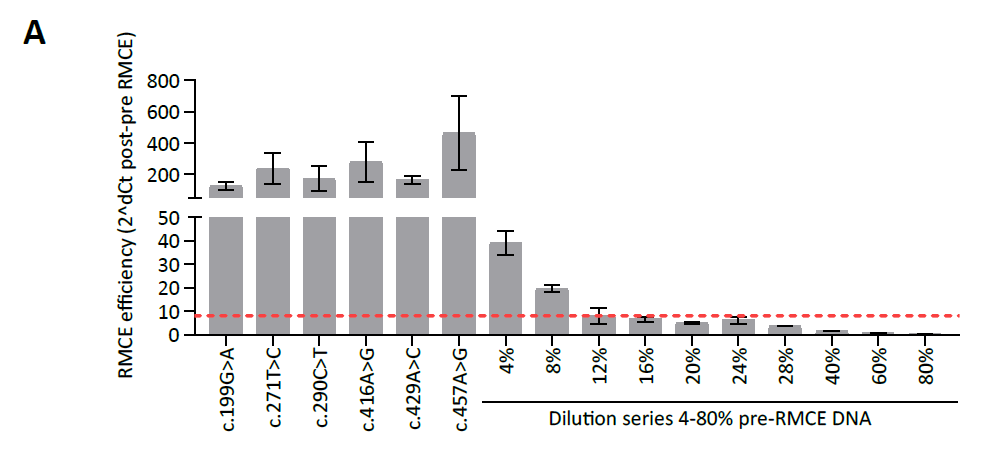 A
RMCE efficiency (2^dCt post-pre RMCE)
800
600
400
200
50
40
30
20
10
0
c.199G>A
c.271T>C
c.290C>T
c.416A>G
c.429A>C
c.457A>G
4%
8%
12%
16%
20%
24%
28%
40%
60%
80%
Dilution series 4-80% pre-RMCE DNA